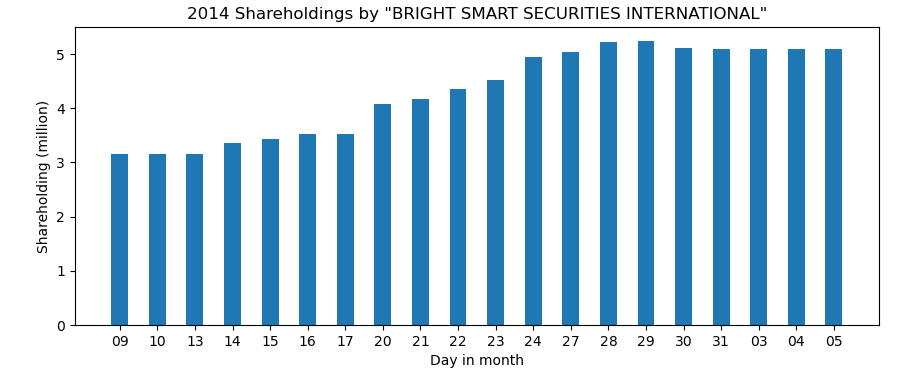 2014 Shareholdings by "BRIGHT SMART SECURITIES INTERNATIONAL"
Shareholding (million)
5
4
3
2
1
0
09 10 13 14 15 16 17 20 21 22 23 24 27 28 29 30 31 03 04 05
Day in month